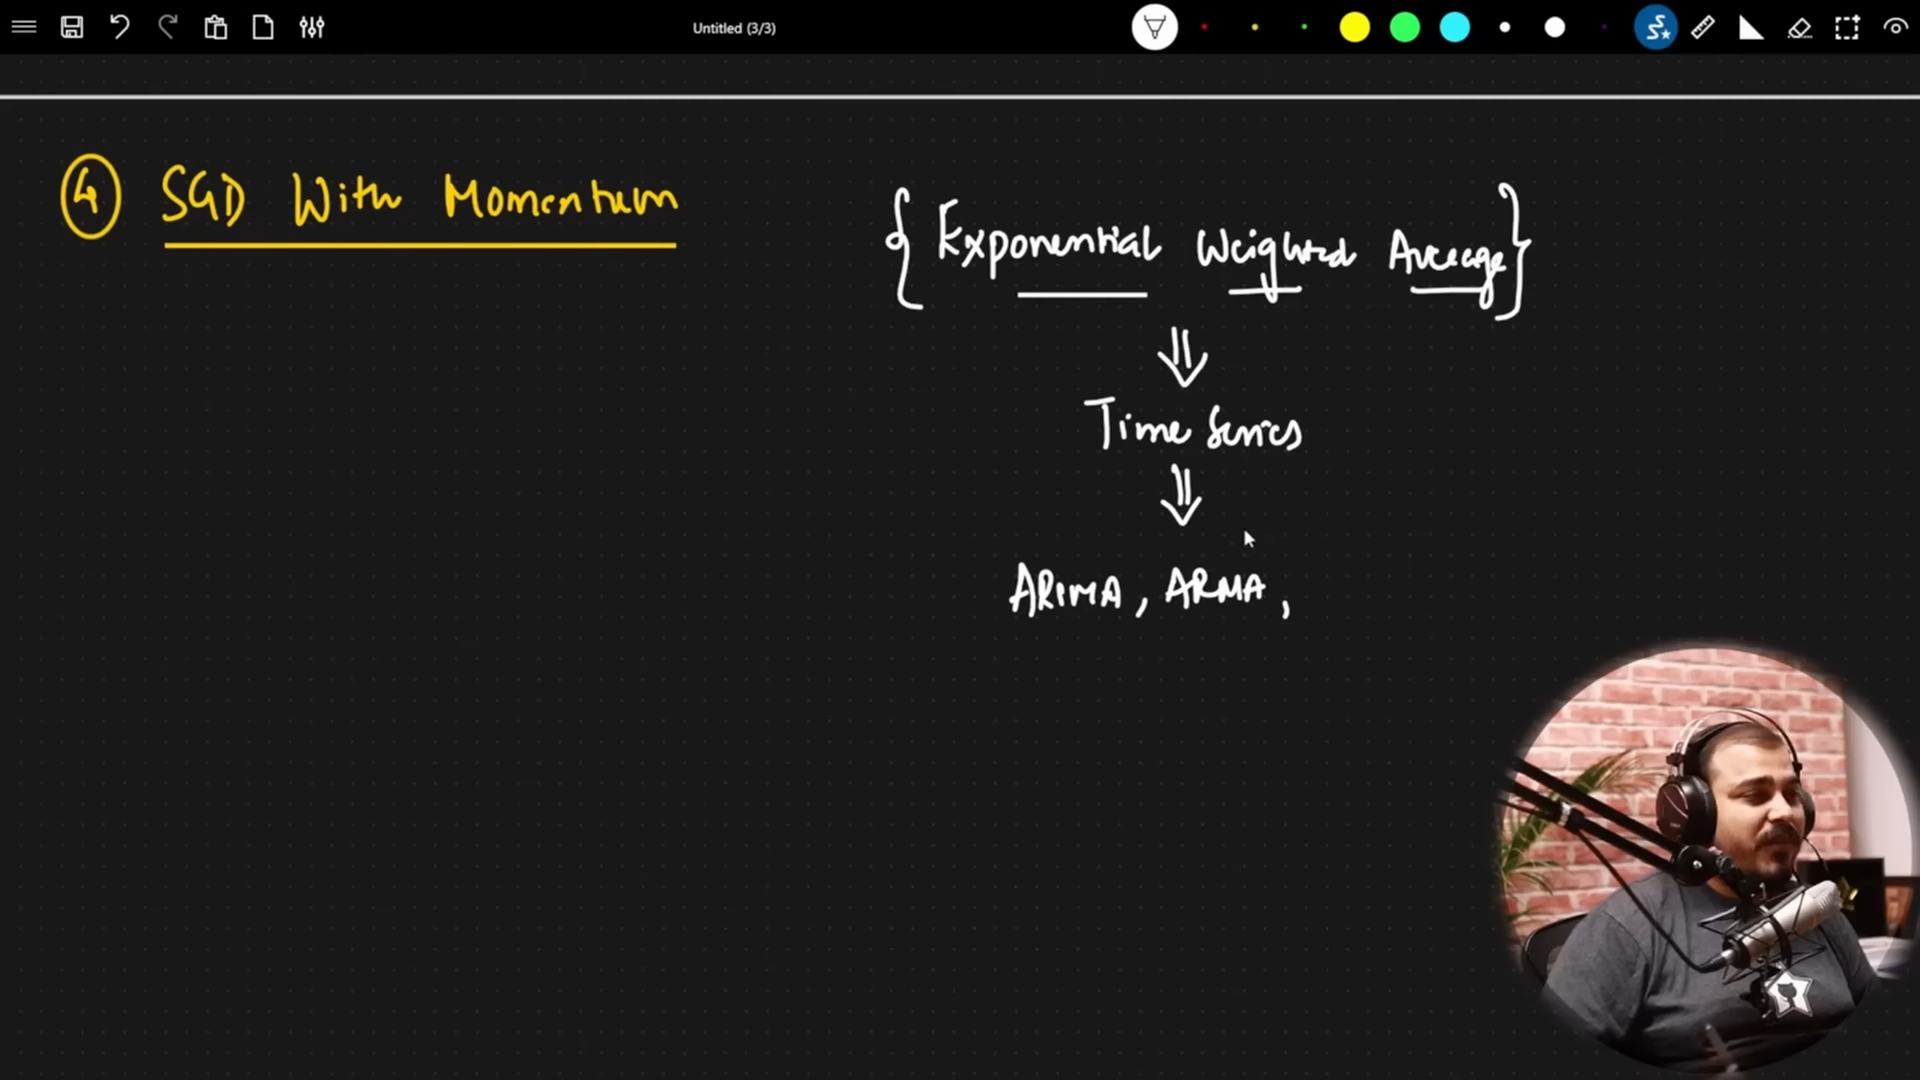 Untitled (3/3)
4 SGD With Momentum
{Exponential Weighted Average}
Time Series
ARIMA, ARMA,